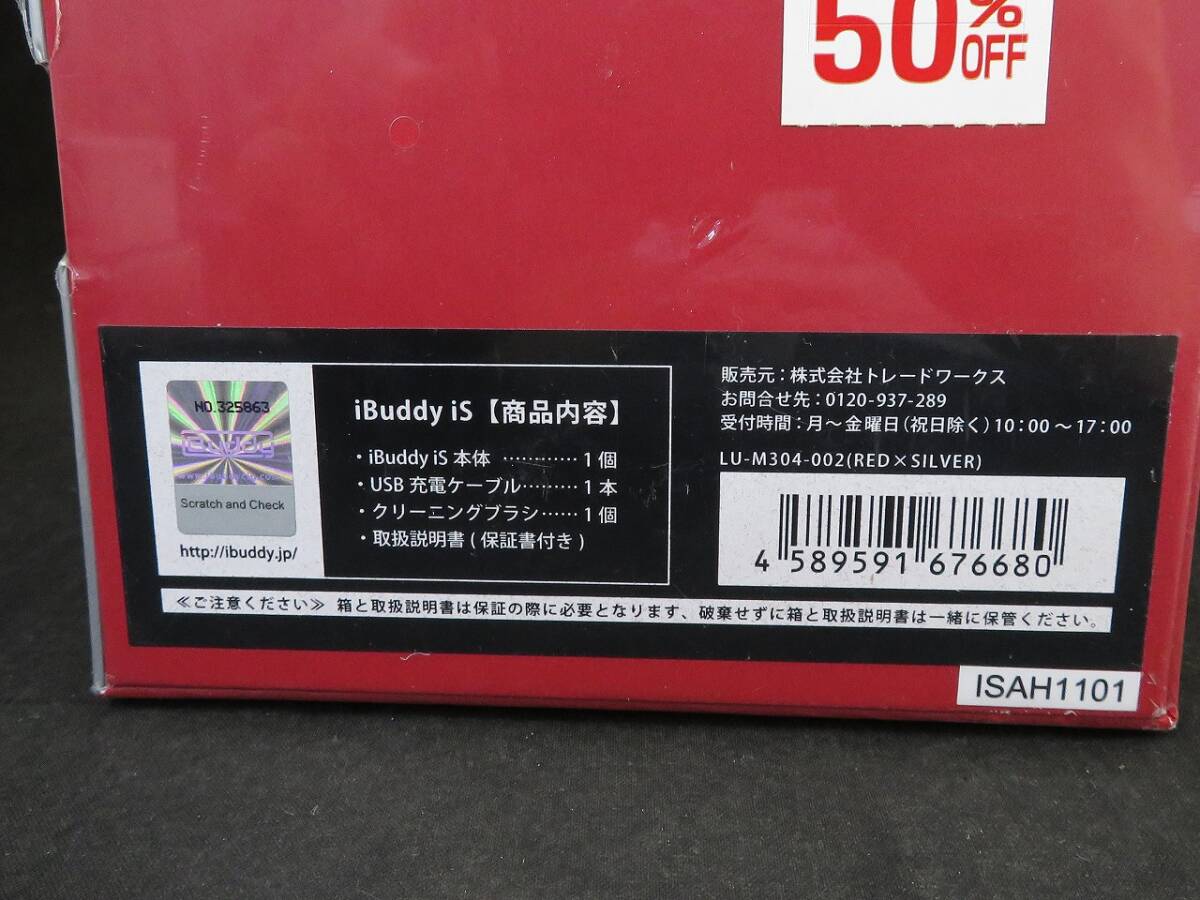 50%
OFF
NO.325863
iBuddy
Scratch and Check
http://ibuddy.jp/
iBuddy iS【商品内容】
・iBuddy iS 本体 ………… 1個
・USB 充電ケーブル……… 1本
・クリーニングブラシ…… 1個
・取扱説明書 ( 保証書付き )
販売元：株式会社トレードワークス
お問合せ先：0120-937-289
受付時間：月〜金曜日（祝日除く）10：00 〜 17：00
LU-M304-002(RED×SILVER)
4 589591 676680
≪ご注意ください≫ 箱と取扱説明書は保証の際に必要となります、破棄せずに箱と取扱説明書は一緒に保管ください。
ISAH1101